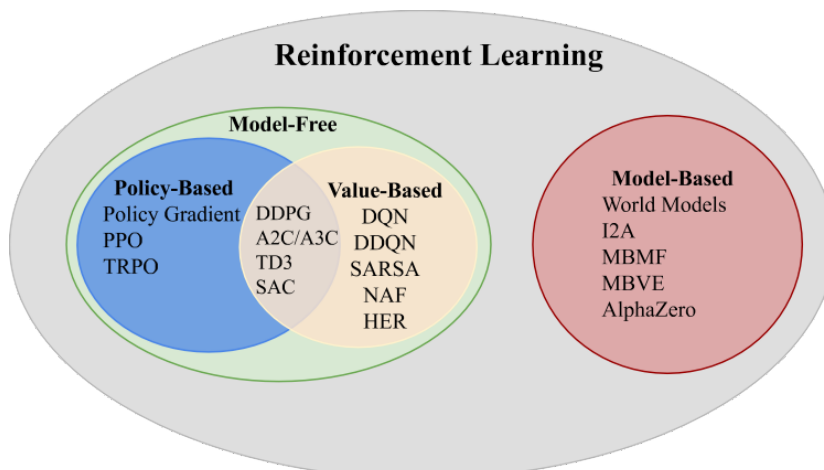 Reinforcement Learning
Model-Free
Policy-Based
Policy Gradient
PPO
TRPO
DDPG
A2C/A3C
TD3
SAC
Value-Based
DQN
DDQN
SARSA
NAF
HER
Model-Based
World Models
I2A
MBMF
MBVE
AlphaZero